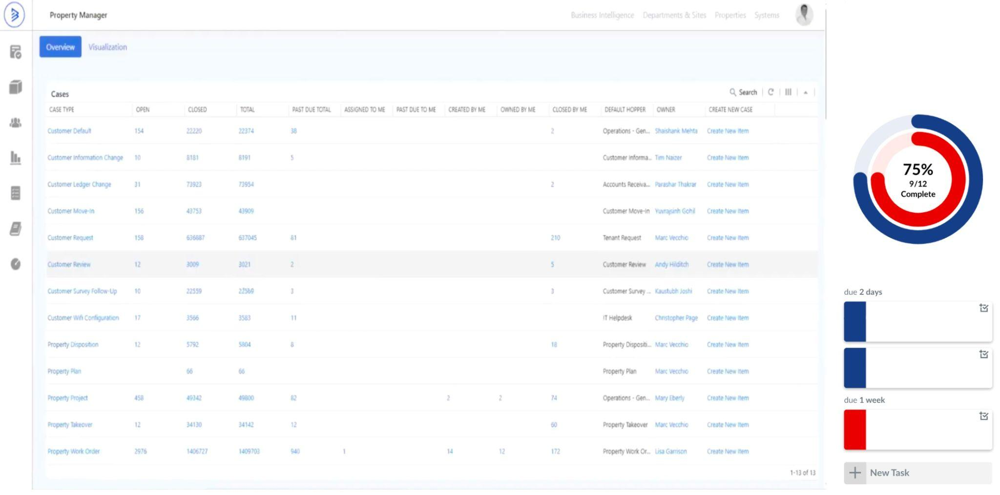 Property Manager
Business Intelligence Departments & Sites Properties Systems
Overview Visualization
Cases
Search
CASE TYPE OPEN CLOSED TOTAL PAST DUE TOTAL ASSIGNED TO ME PAST DUE TO ME CREATED BY ME OWNED BY ME CLOSED BY ME DEFAULT HOPPER OWNER CREATE NEW CASE
Customer Default 154 22220 22374 38 2 Operations - Gen... Shaishank Mehta Create New Item
Customer Information Change 10 8181 8191 5 Customer Informa... Tim Naizer Create New Item
Customer Ledger Change 31 73923 73954 2 Accounts Receiva... Parashar Thakrar Create New Item
Customer Move-In 156 43753 43909 Customer Move-In Yuvrajsinh Gohil Create New Item
Customer Request 158 636887 637045 81 210 Tenant Request Marc Vecchio Create New Item
Customer Review 12 3009 3021 2 5 Customer Review Andy Hilditch Create New Item
Customer Survey Follow-Up 10 22559 22569 3 3 Customer Survey ... Kaustubh Joshi Create New Item
Customer Wifi Configuration 17 3566 3583 11 IT Helpdesk Christopher Page Create New Item
Property Disposition 12 5792 5804 8 18 Property Dispositi... Marc Vecchio Create New Item
Property Plan 66 66 Property Plan Marc Vecchio Create New Item
Property Project 458 49342 49800 82 2 2 74 Operations - Gen... Mary Eberly Create New Item
Property Takeover 12 34130 34142 12 60 Property Takeover Marc Vecchio Create New Item
Property Work Order 2976 1406727 1409703 940 1 14 12 172 Property Work Or... Lisa Garrison Create New Item
1-13 of 13
75%
9/12
Complete
due 2 days
due 1 week
New Task